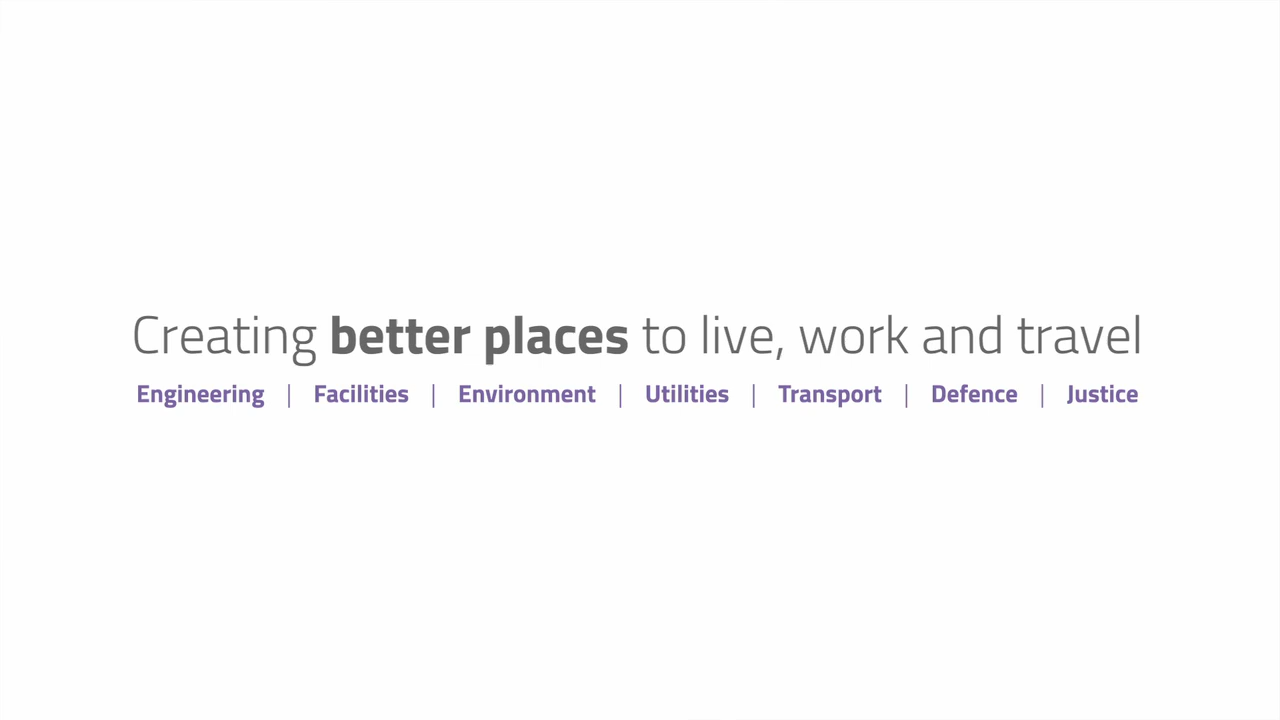 Creating better places to live, work and travel
Engineering | Facilities | Environment | Utilities | Transport | Defence | Justice